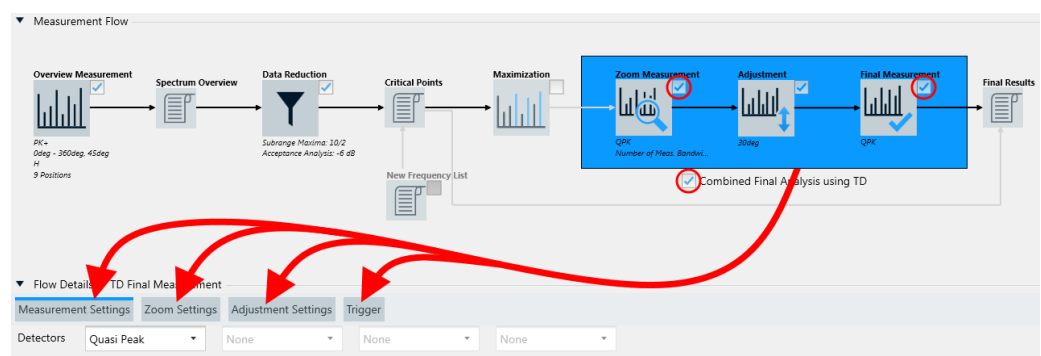 Measurement Flow
Overview Measurement
Spectrum Overview
Data Reduction
Critical Points
Maximization
Zoom Measurement
Adjustment
Final Measurement
Final Results
PK+
0deg - 360deg, 45deg
H
9 Positions
Subrange Maxima: 10/2
Acceptance Analysis: -6 dB
QPK
Number of Meas. Bandwi...
30deg
QPK
New Frequency List
Combined Final Analysis using TD
Flow Details TD Final Measurement
Measurement Settings Zoom Settings Adjustment Settings Trigger
Detectors Quasi Peak None None None